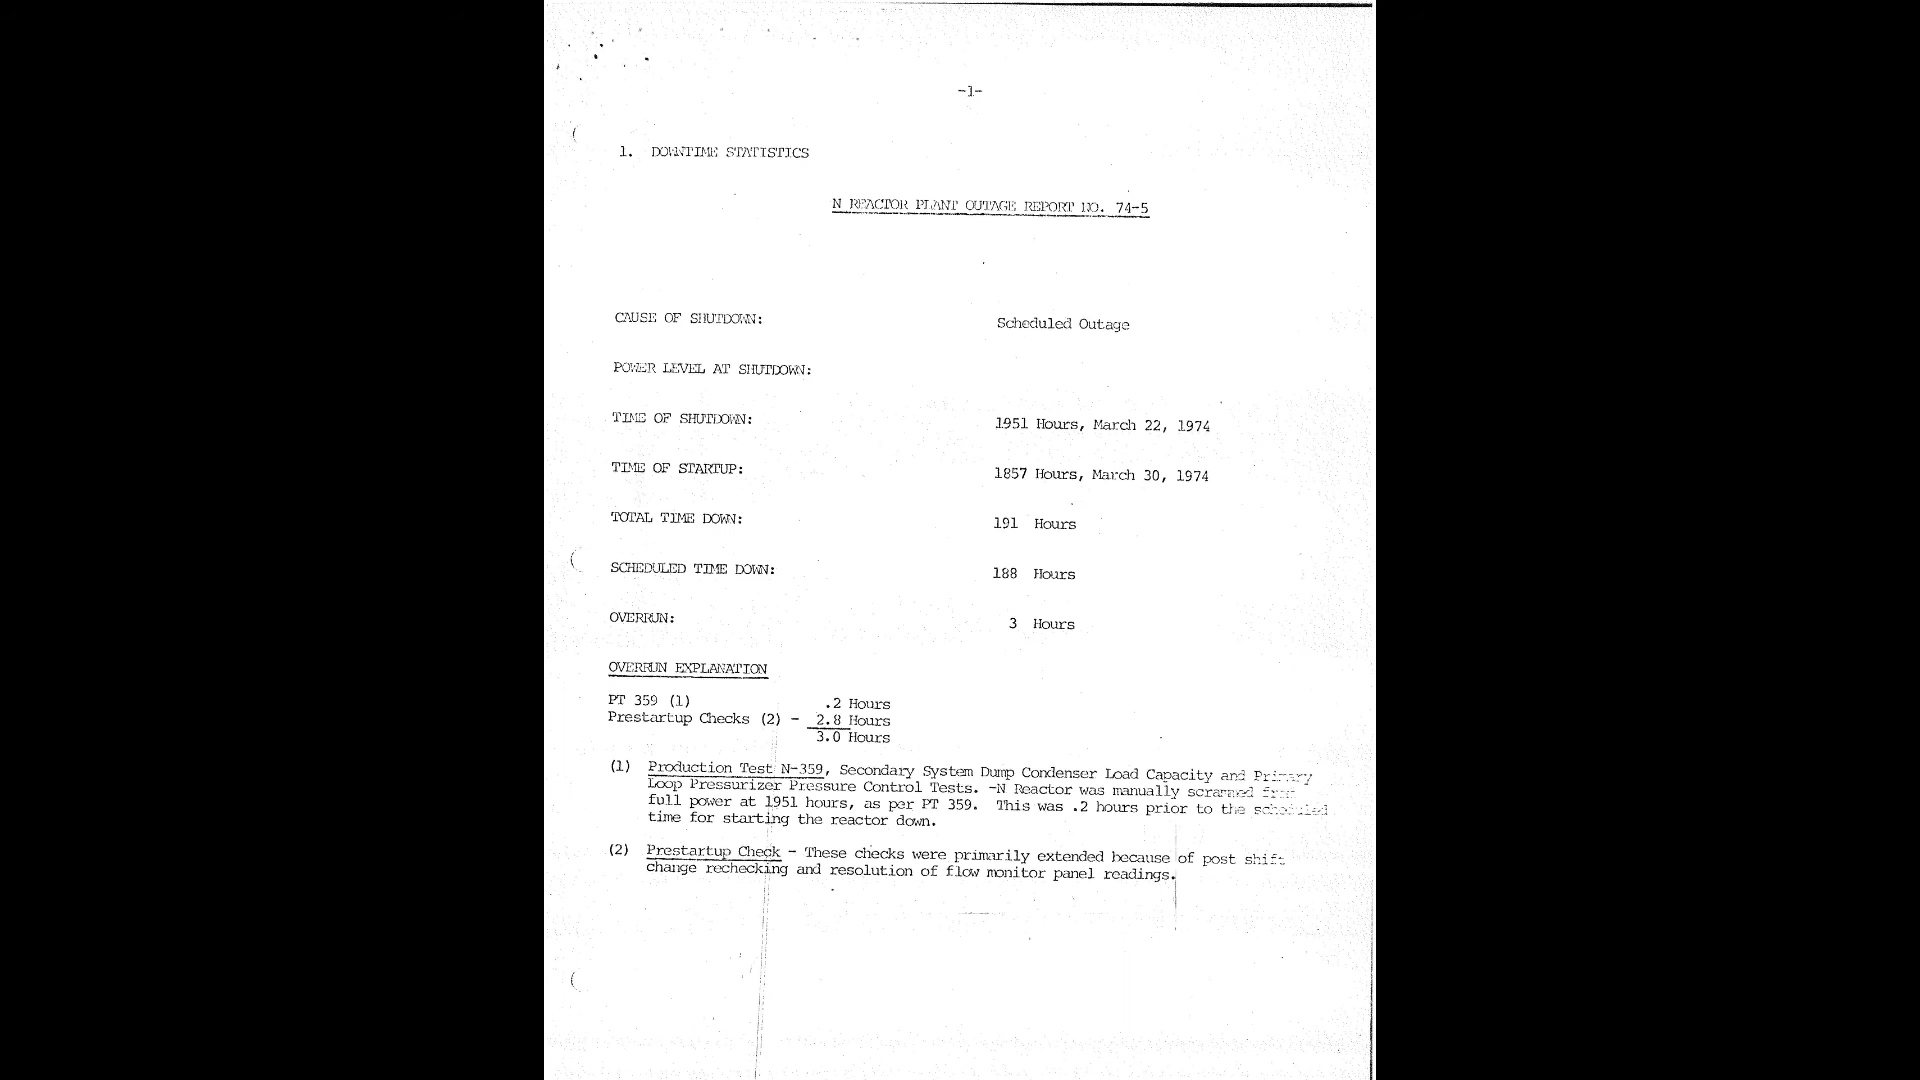 -1-
1. DOWNTIME STATISTICS
N REACTOR PLANT OUTAGE REPORT NO. 74-5
CAUSE OF SHUTDOWN: Scheduled Outage
POWER LEVEL AT SHUTDOWN:
TIME OF SHUTDOWN: 1951 Hours, March 22, 1974
TIME OF STARTUP: 1857 Hours, March 30, 1974
TOTAL TIME DOWN: 191 Hours
SCHEDULED TIME DOWN: 188 Hours
OVERRUN: 3 Hours
OVERRUN EXPLANATION
PT 359 (1) .2 Hours
Prestartup Checks (2) - 2.8 Hours
3.0 Hours
(1) Production Test N-359, Secondary System Dump Condenser Load Capacity and Primary
Loop Pressurizer Pressure Control Tests. -N Reactor was manually scrammed from
full power at 1951 hours, as per PT 359. This was .2 hours prior to the scheduled
time for starting the reactor down.
(2) Prestartup Check - These checks were primarily extended because of post shift
change rechecking and resolution of flow monitor panel readings.